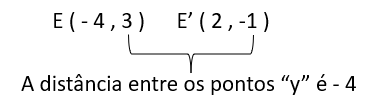 E ( - 4 , 3 ) E’ ( 2 , -1 )
A distância entre os pontos “y” é - 4